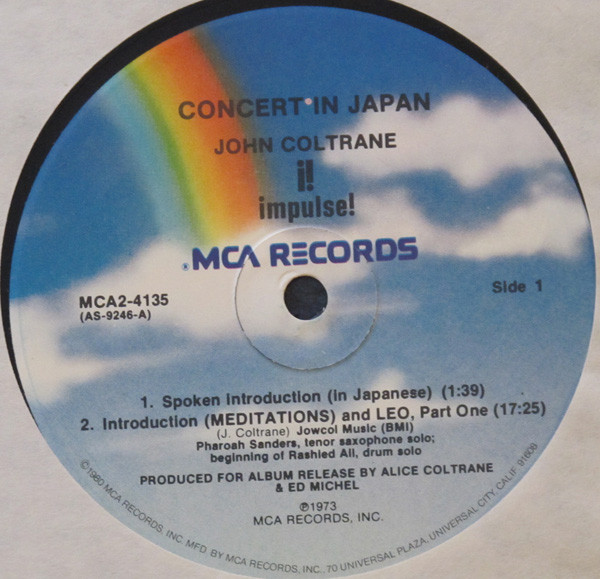 CONCERT IN JAPAN
JOHN COLTRANE
i!
impulse!
® MCA RECORDS
MCA2-4135
(AS-9246-A)
Side 1
1. Spoken introduction (in Japanese) (1:39)
2. Introduction (MEDITATIONS) and LEO, Part One (17:25)
(J. Coltrane) Jowcol Music (BMI)
Pharoah Sanders, tenor saxophone solo;
beginning of Rashied Ali, drum solo
PRODUCED FOR ALBUM RELEASE BY ALICE COLTRANE
& ED MICHEL
℗1973
MCA RECORDS, INC.
©1980 MCA RECORDS, INC. MFD. BY MCA RECORDS, INC., 70 UNIVERSAL PLAZA, UNIVERSAL CITY, CALIF. 91608